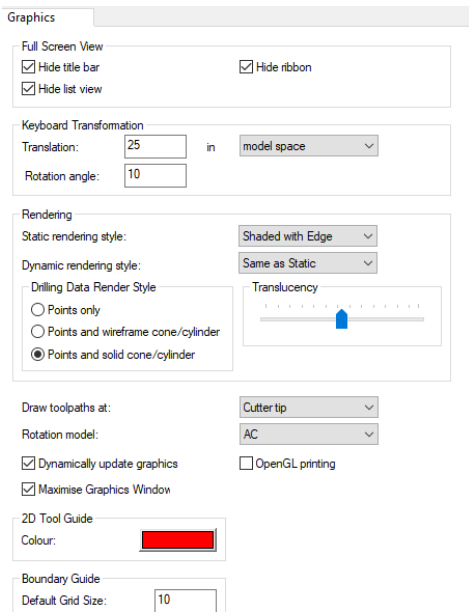 Graphics
Full Screen View
Hide title bar
Hide ribbon
Hide list view
Keyboard Transformation
Translation: 25 in model space
Rotation angle: 10
Rendering
Static rendering style: Shaded with Edge
Dynamic rendering style: Same as Static
Drilling Data Render Style
Translucency
Points only
Points and wireframe cone/cylinder
Points and solid cone/cylinder
Draw toolpaths at: Cutter tip
Rotation model: AC
Dynamically update graphics
OpenGL printing
Maximise Graphics Window
2D Tool Guide
Colour:
Boundary Guide
Default Grid Size: 10